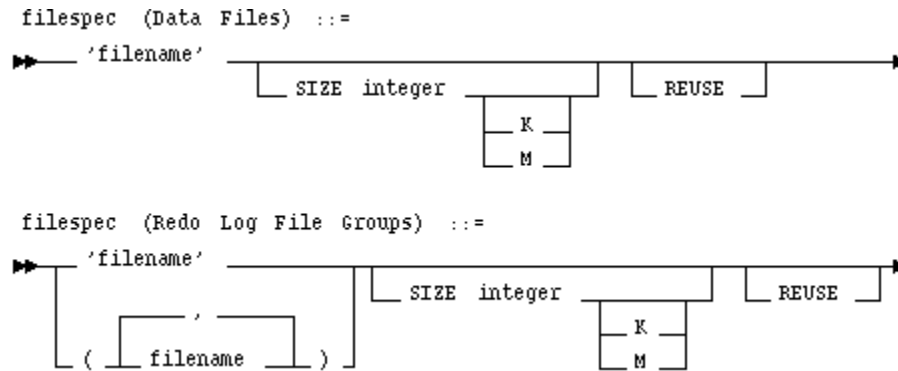 filespec (Data Files) ::=
'filename'
SIZE integer
REUSE
K
M
filespec (Redo Log File Groups) ::=
'filename'
SIZE integer
REUSE
,
K
( filename )
M